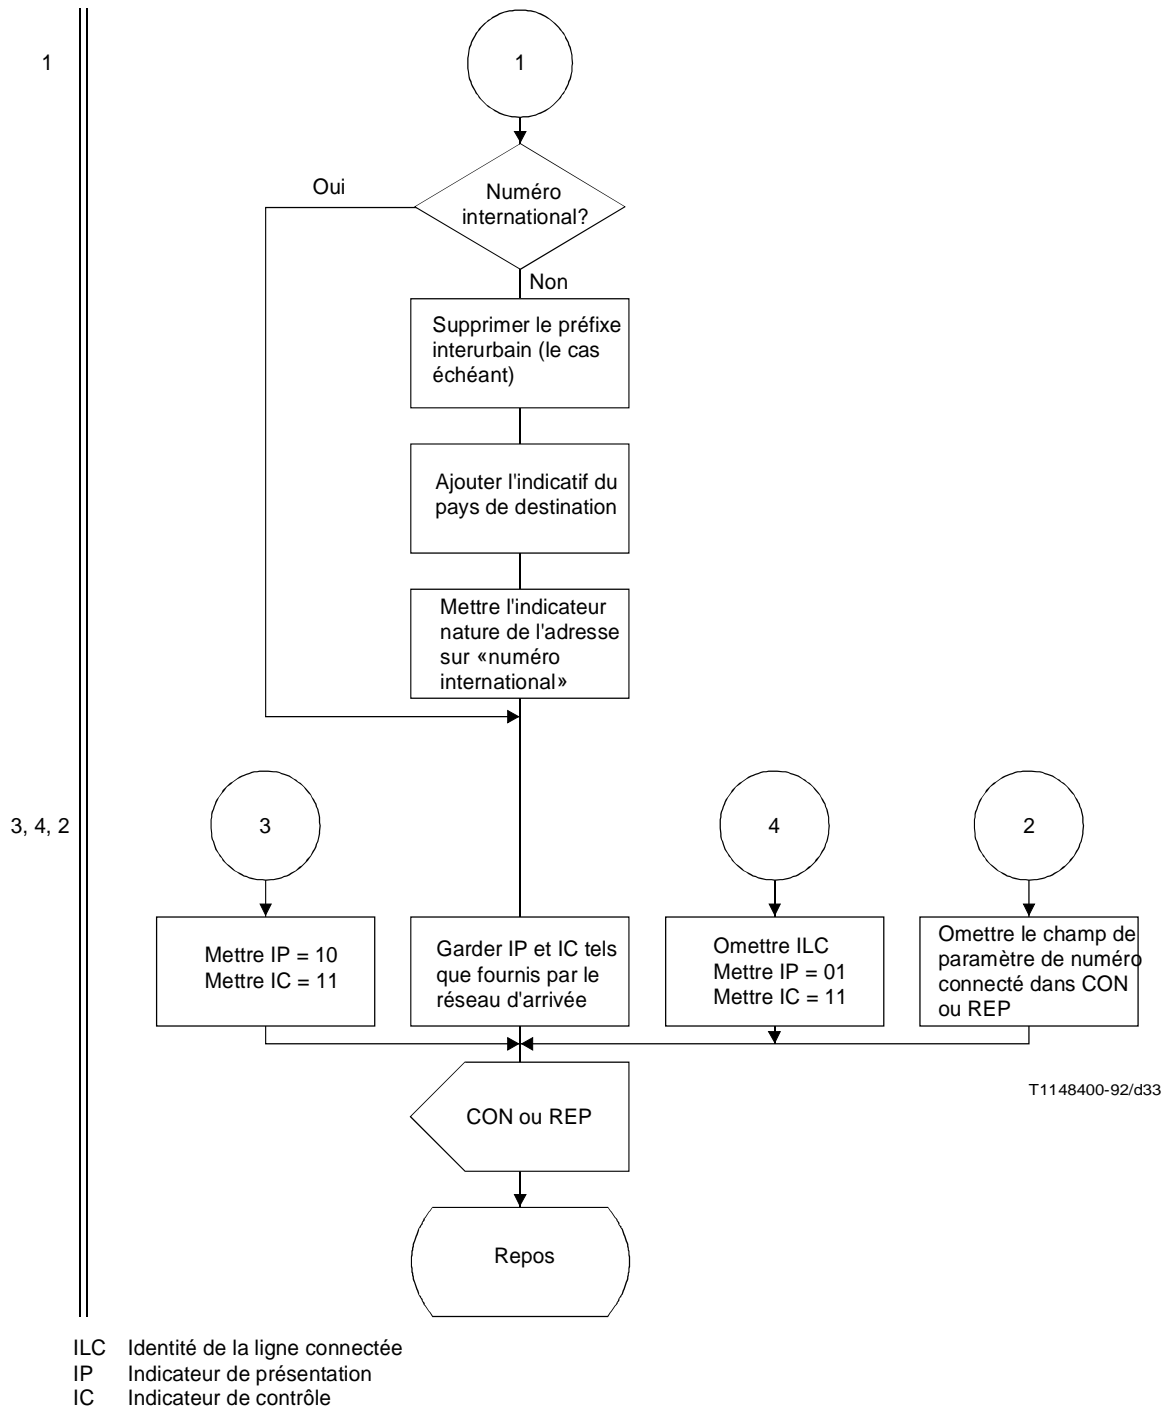 1
1
Oui
Numéro
international?
Non
Supprimer le préfixe
interurbain (le cas
échéant)
Ajouter l'indicatif du
pays de destination
Mettre l'indicateur
nature de l'adresse
sur «numéro
international»
3, 4, 2
3
4
2
Mettre IP = 10
Mettre IC = 11
Garder IP et IC tels
que fournis par le
réseau d'arrivée
Omettre ILC
Mettre IP = 01
Mettre IC = 11
Omettre le champ de
paramètre de numéro
connecté dans CON
ou REP
T1148400-92/d33
CON ou REP
Repos
ILC Identité de la ligne connectée
IP Indicateur de présentation
IC Indicateur de contrôle